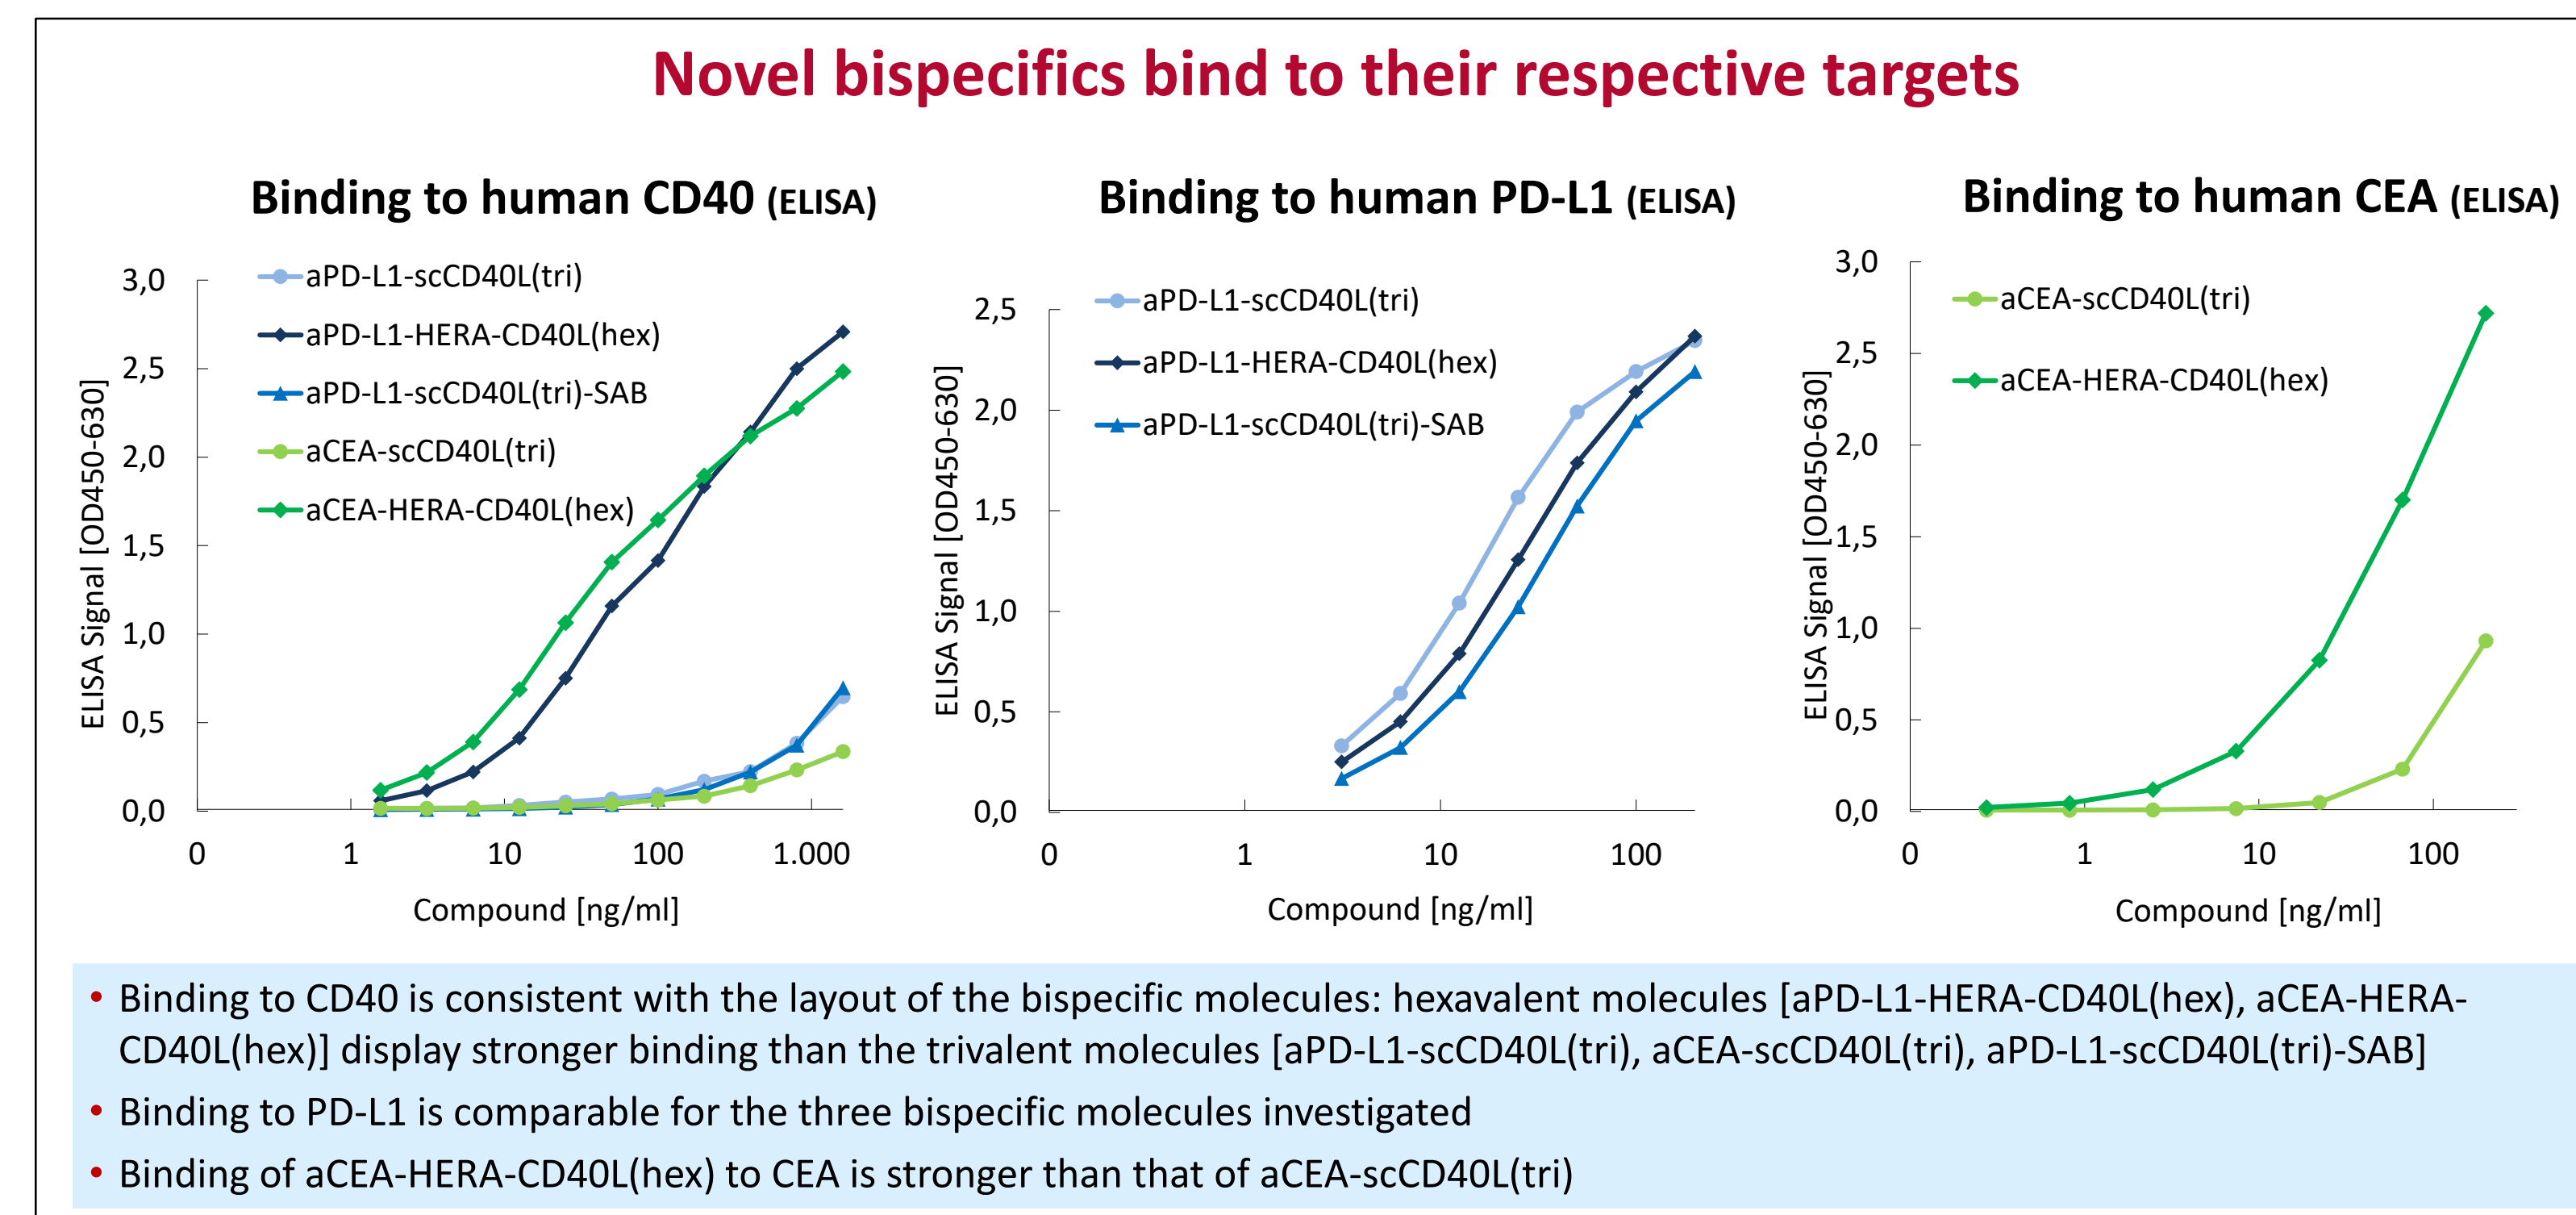 Novel bispecifics bind to their respective targets
Binding to human CD40 (ELISA)
aPD-L1-scCD40L(tri)
aPD-L1-HERA-CD40L(hex)
aPD-L1-scCD40L(tri)-SAB
aCEA-scCD40L(tri)
aCEA-HERA-CD40L(hex)
ELISA Signal [OD450-630]
3,0
2,5
2,0
1,5
1,0
0,5
0,0
0 1 10 100 1.000
Compound [ng/ml]
Binding to human PD-L1 (ELISA)
aPD-L1-scCD40L(tri)
aPD-L1-HERA-CD40L(hex)
aPD-L1-scCD40L(tri)-SAB
ELISA Signal [OD450-630]
2,5
2,0
1,5
1,0
0,5
0,0
0 1 10 100
Compound [ng/ml]
Binding to human CEA (ELISA)
aCEA-scCD40L(tri)
aCEA-HERA-CD40L(hex)
ELISA Signal [OD450-630]
3,0
2,5
2,0
1,5
1,0
0,5
0,0
0 1 10 100
Compound [ng/ml]
• Binding to CD40 is consistent with the layout of the bispecific molecules: hexavalent molecules [aPD-L1-HERA-CD40L(hex), aCEA-HERA-
CD40L(hex)] display stronger binding than the trivalent molecules [aPD-L1-scCD40L(tri), aCEA-scCD40L(tri), aPD-L1-scCD40L(tri)-SAB]
• Binding to PD-L1 is comparable for the three bispecific molecules investigated
• Binding of aCEA-HERA-CD40L(hex) to CEA is stronger than that of aCEA-scCD40L(tri)